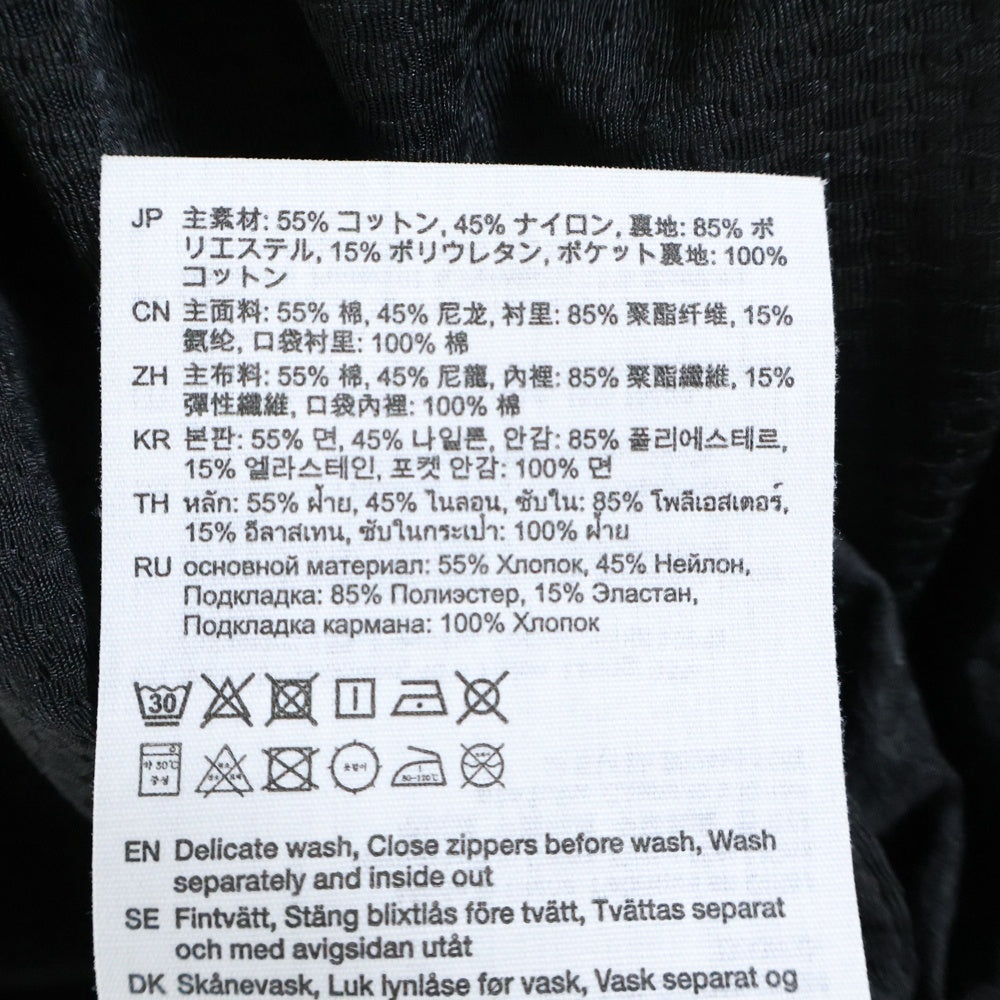 JP 主素材: 55% コットン, 45% ナイロン, 裏地: 85% ポ
リエステル, 15% ポリウレタン, ポケット裏地: 100%
コットン
CN 主面料: 55% 棉, 45% 尼龙, 衬里: 85% 聚酯纤维, 15%
氨纶, 口袋衬里: 100% 棉
ZH 主布料: 55% 棉, 45% 尼龍, 內裡: 85% 聚酯纖維, 15%
彈性纖維, 口袋內裡: 100% 棉
KR 본판: 55% 면, 45% 나일론, 안감: 85% 폴리에스테르,
15% 엘라스테인, 포켓 안감: 100% 면
TH หลัก: 55% ฝ้าย, 45% ไนลอน, ซับใน: 85% โพลีเอสเตอร์,
15% อีลาสเทน, ซับในกระเป๋า: 100% ฝ้าย
RU основной материал: 55% Хлопок, 45% Нейлон,
Подкладка: 85% Полиэстер, 15% Эластан,
Подкладка кармана: 100% Хлопок
30
약 30℃
중성
80-120℃
EN Delicate wash, Close zippers before wash, Wash
separately and inside out
SE Fintvätt, Stäng blixtlås före tvätt, Tvättas separat
och med avigsidan utåt
DK Skånevask, Luk lynlåse før vask, Vask separat og